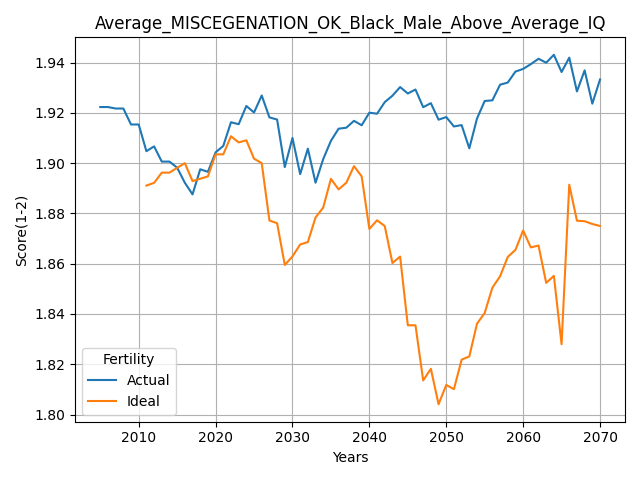 Average_MISCEGENATION_OK_Black_Male_Above_Average_IQ
Score(1-2)
1.94
1.92
1.90
1.88
1.86
1.84
1.82
1.80
Fertility
Actual
Ideal
2010 2020 2030 2040 2050 2060 2070
Years